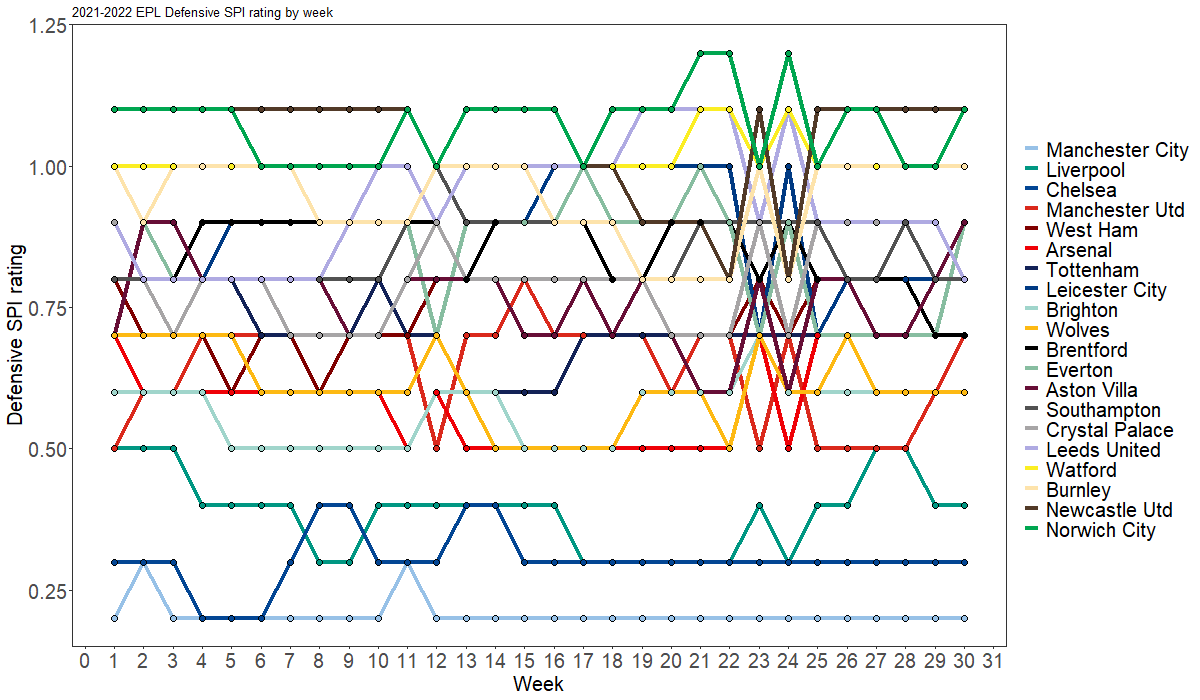 2021-2022 EPL Defensive SPI rating by week
1.25
1.00
0.75
0.50
0.25
Defensive SPI rating
0 1 2 3 4 5 6 7 8 9 10 11 12 13 14 15 16 17 18 19 20 21 22 23 24 25 26 27 28 29 30 31
Week
Manchester City
Liverpool
Chelsea
Manchester Utd
West Ham
Arsenal
Tottenham
Leicester City
Brighton
Wolves
Brentford
Everton
Aston Villa
Southampton
Crystal Palace
Leeds United
Watford
Burnley
Newcastle Utd
Norwich City